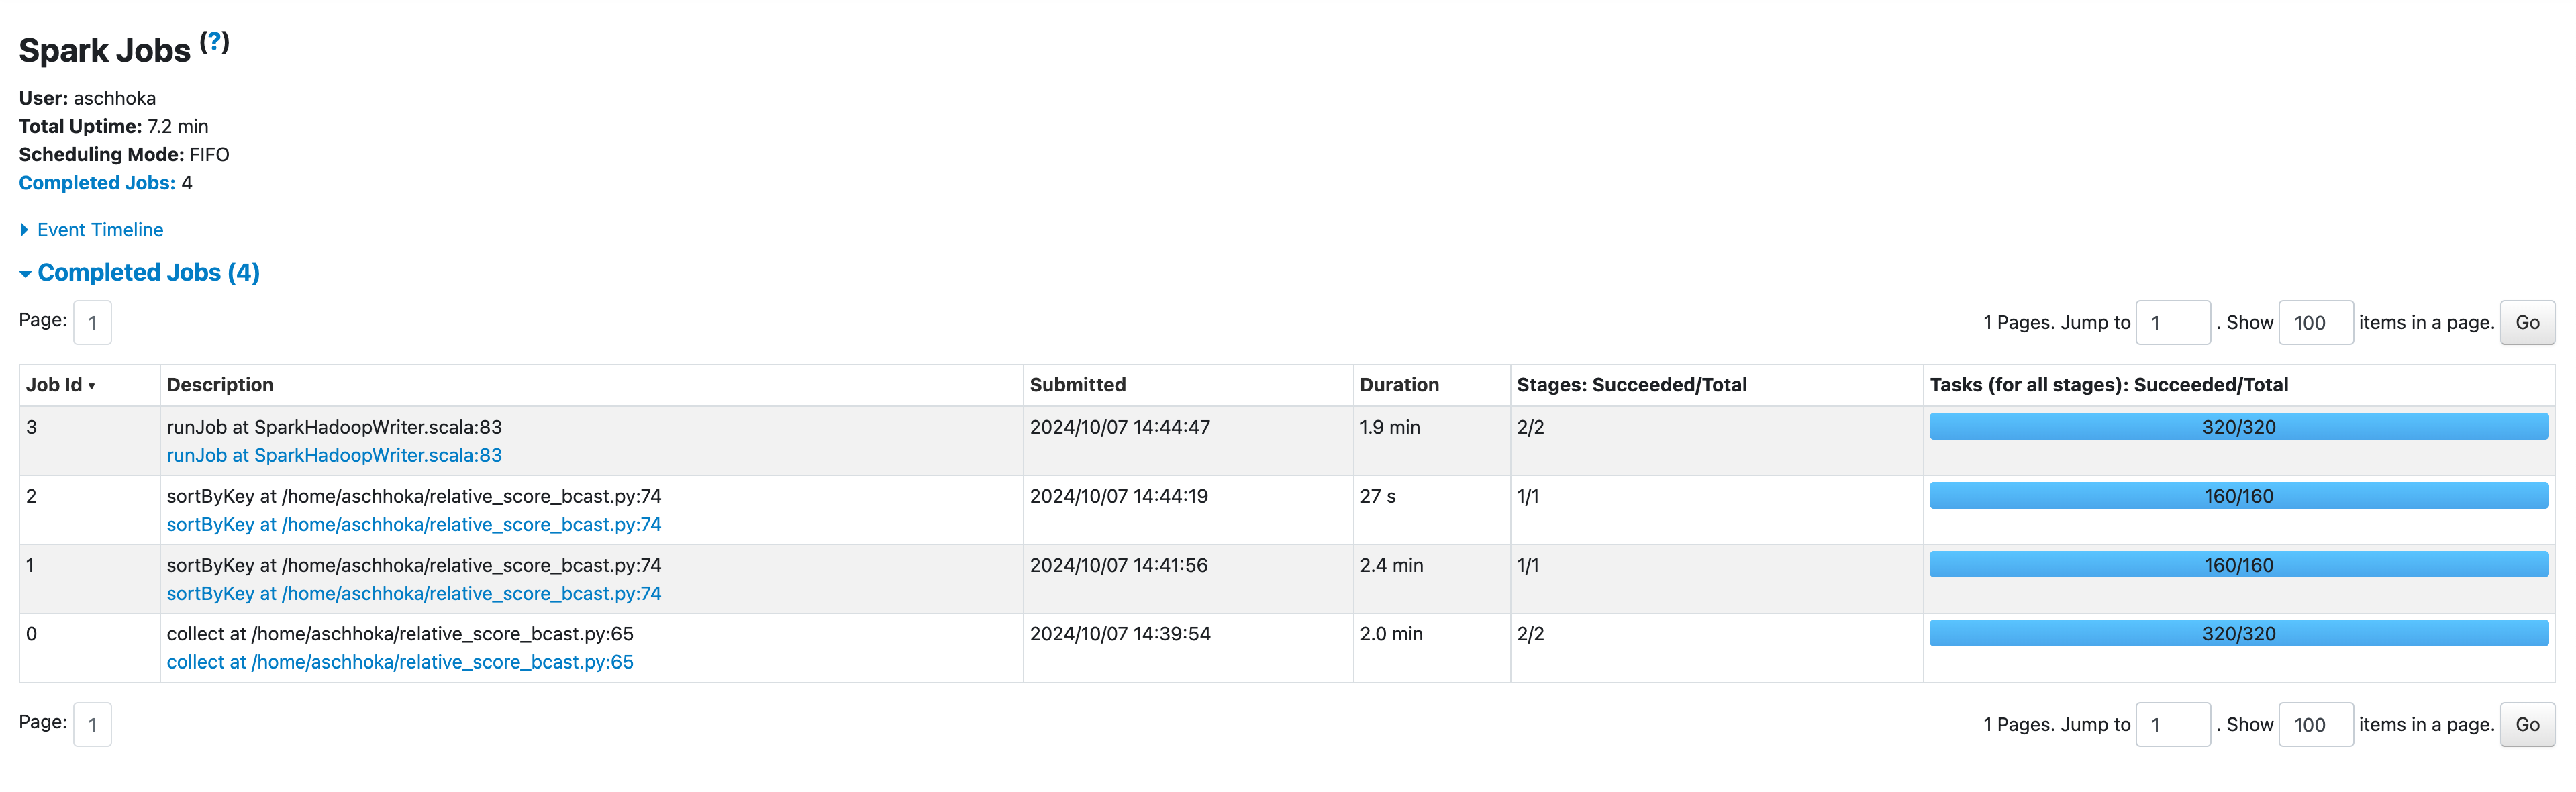 Spark Jobs (?)
User: aschhoka
Total Uptime: 7.2 min
Scheduling Mode: FIFO
Completed Jobs: 4
Event Timeline
Completed Jobs (4)
Page: 1 1 Pages. Jump to 1 . Show 100 items in a page. Go
Job Id ▾ Description Submitted Duration Stages: Succeeded/Total Tasks (for all stages): Succeeded/Total
3 runJob at SparkHadoopWriter.scala:83 2024/10/07 14:44:47 1.9 min 2/2 320/320
runJob at SparkHadoopWriter.scala:83
2 sortByKey at /home/aschhoka/relative_score_bcast.py:74 2024/10/07 14:44:19 27 s 1/1 160/160
sortByKey at /home/aschhoka/relative_score_bcast.py:74
1 sortByKey at /home/aschhoka/relative_score_bcast.py:74 2024/10/07 14:41:56 2.4 min 1/1 160/160
sortByKey at /home/aschhoka/relative_score_bcast.py:74
0 collect at /home/aschhoka/relative_score_bcast.py:65 2024/10/07 14:39:54 2.0 min 2/2 320/320
collect at /home/aschhoka/relative_score_bcast.py:65
Page: 1 1 Pages. Jump to 1 . Show 100 items in a page. Go